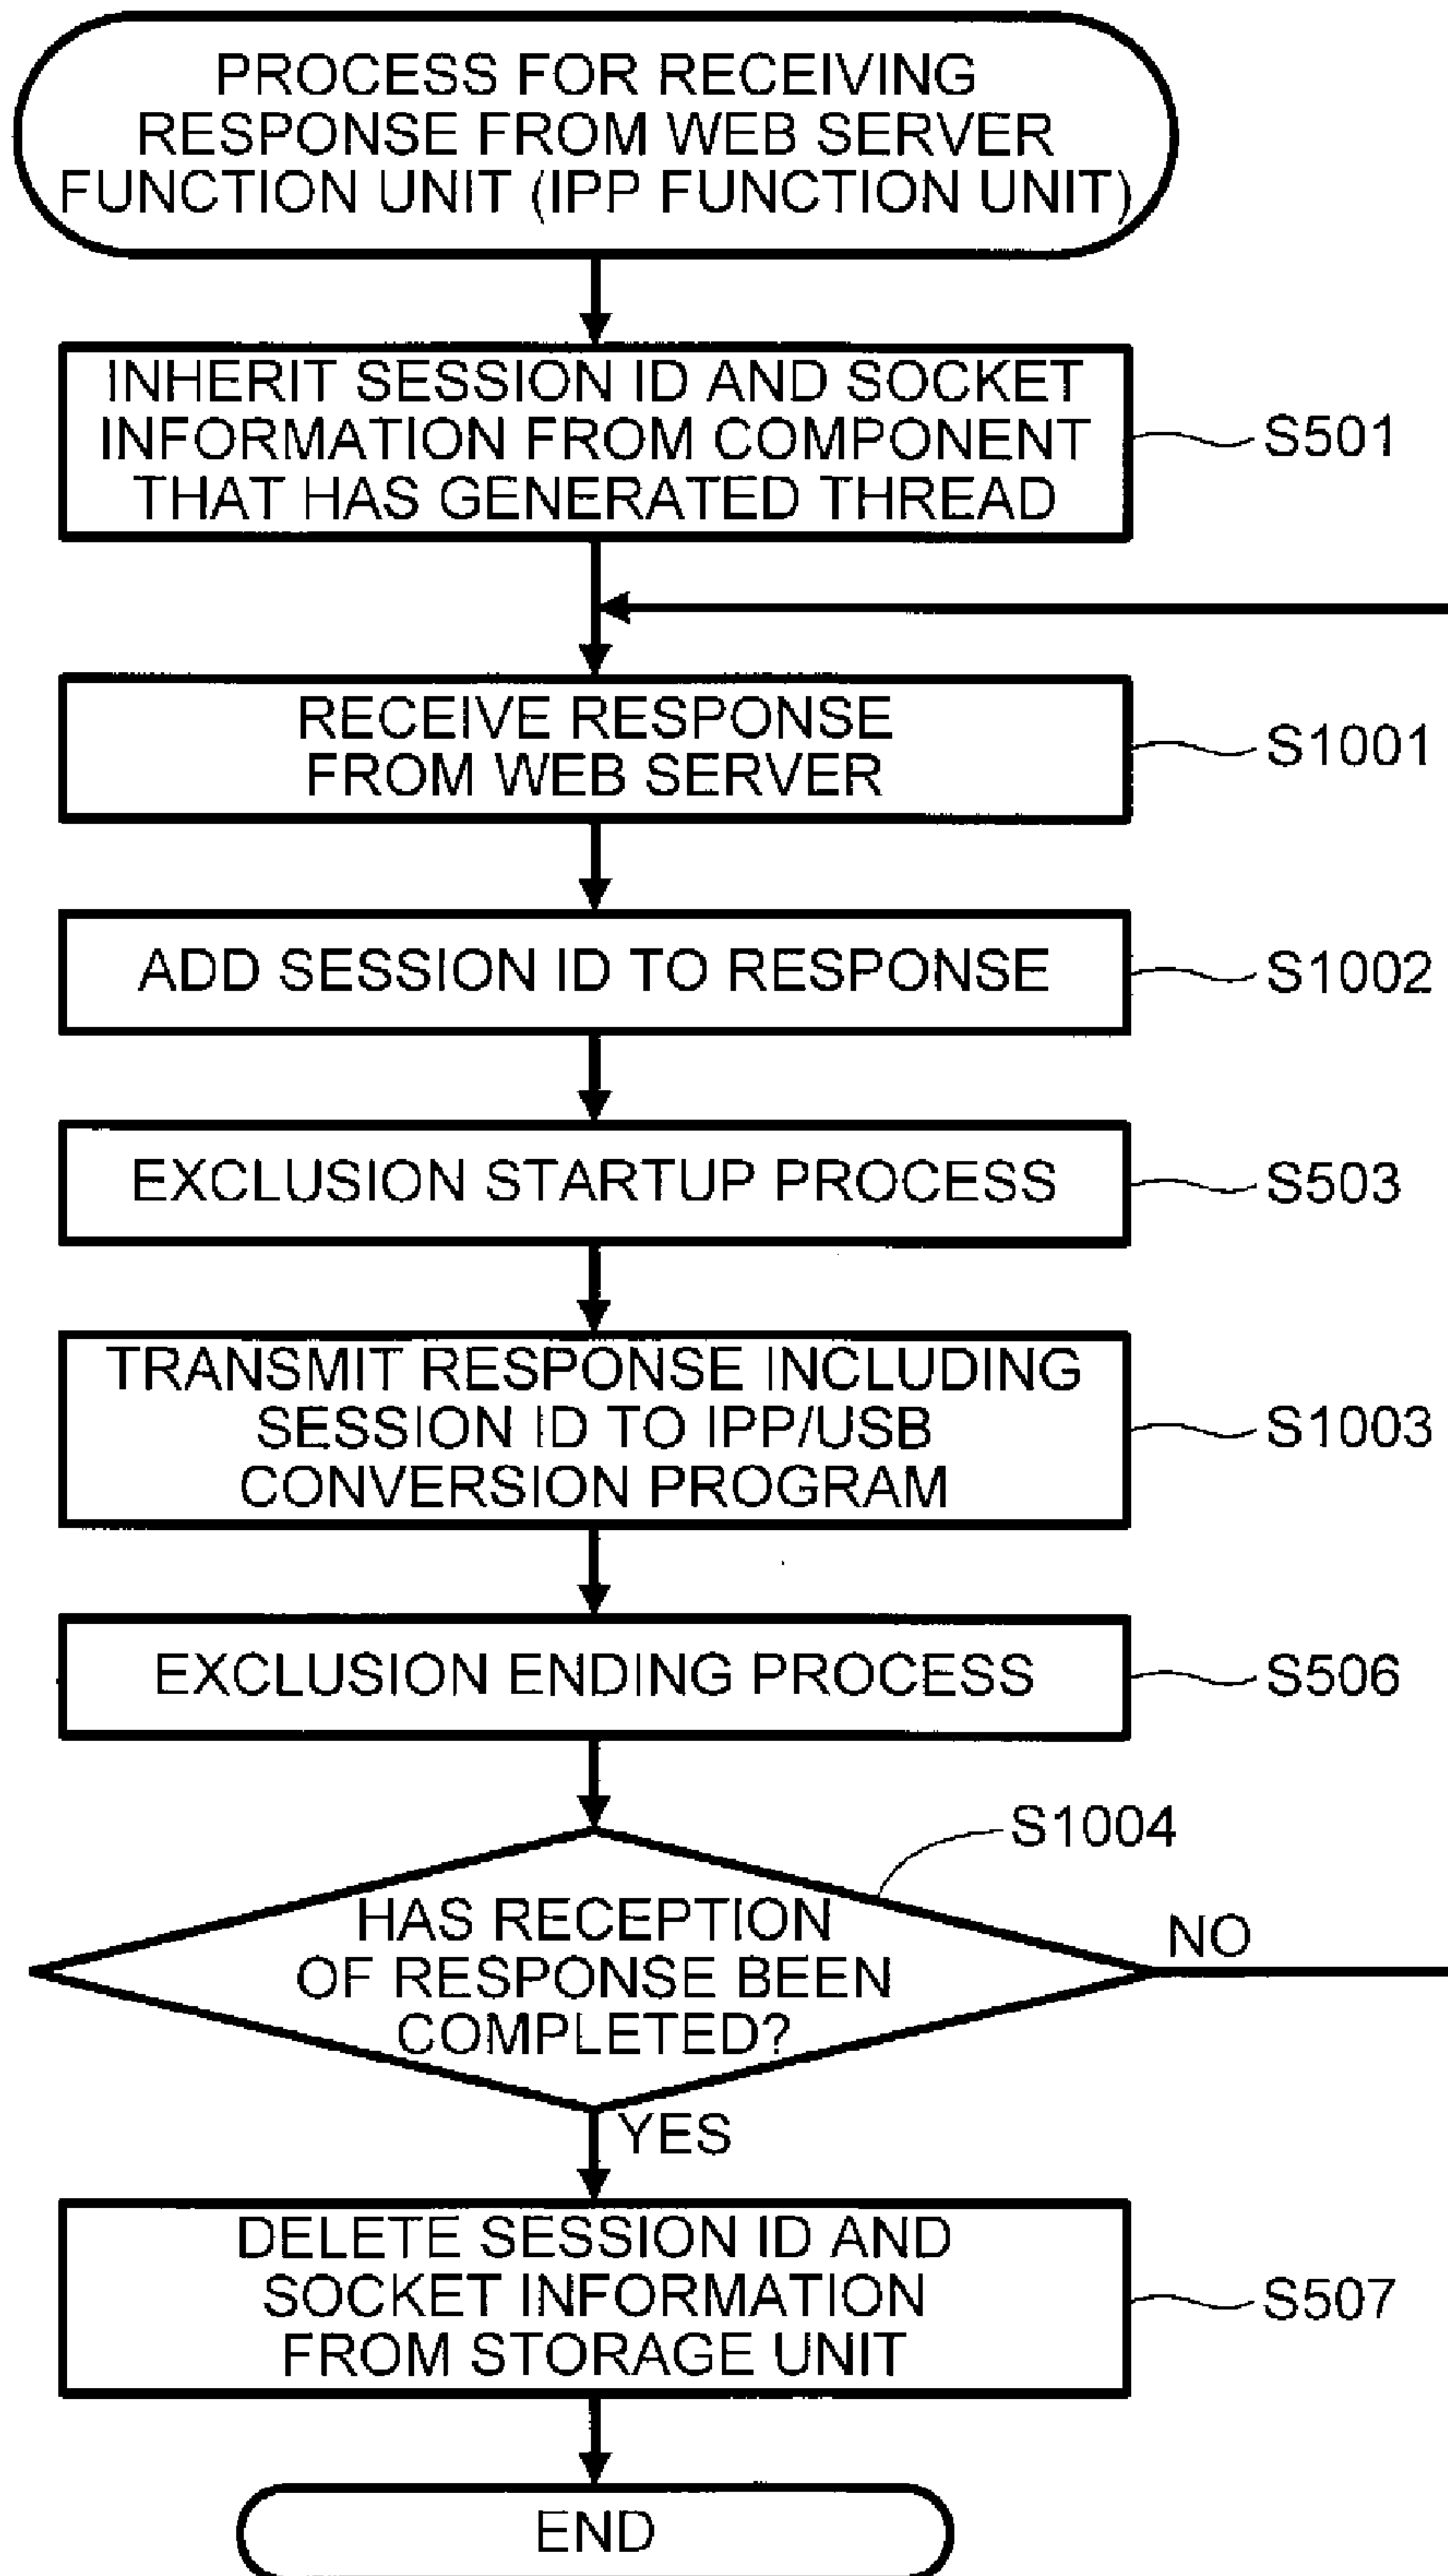 PROCESS FOR RECEIVING
RESPONSE FROM WEB SERVER
FUNCTION UNIT (IPP FUNCTION UNIT)
INHERIT SESSION ID AND SOCKET
INFORMATION FROM COMPONENT
THAT HAS GENERATED THREAD
S501
RECEIVE RESPONSE
FROM WEB SERVER
S1001
ADD SESSION ID TO RESPONSE
S1002
EXCLUSION STARTUP PROCESS
S503
TRANSMIT RESPONSE INCLUDING
SESSION ID TO IPP/USB
CONVERSION PROGRAM
S1003
EXCLUSION ENDING PROCESS
S506
S1004
HAS RECEPTION
OF RESPONSE BEEN
COMPLETED?
NO
YES
DELETE SESSION ID AND
SOCKET INFORMATION
FROM STORAGE UNIT
S507
END